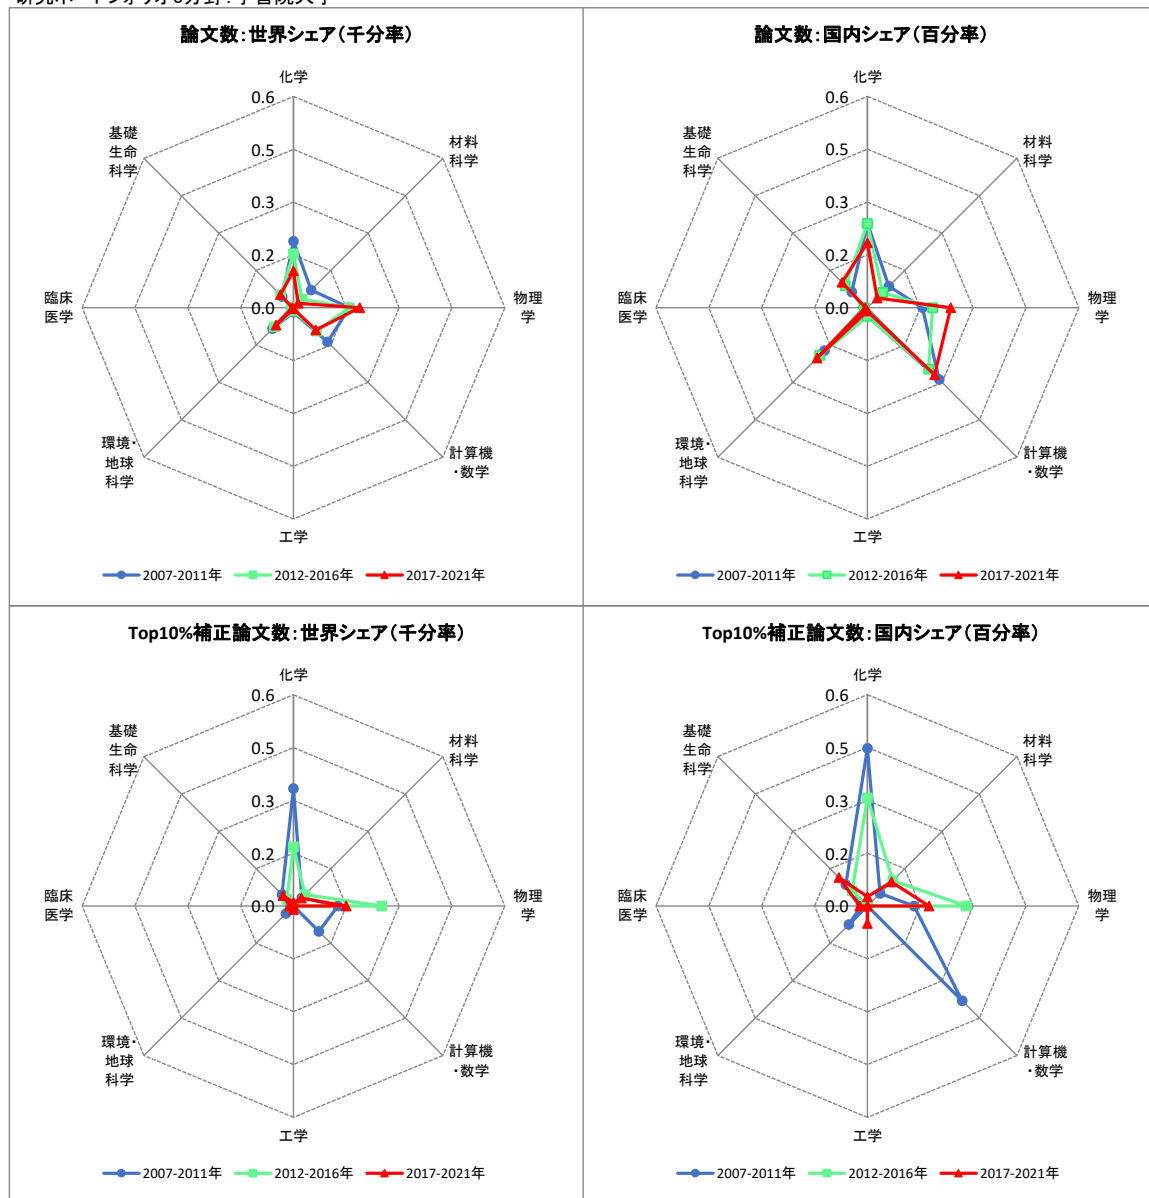 論文数：世界シェア（千分率）
化学
0.6
0.5
0.3
0.2
0.0
材料
科学
物理
学
計算機
・数学
工学
環境・
地球
科学
臨床
医学
基礎
生命
科学
2007-2011年
2012-2016年
2017-2021年
論文数：国内シェア（百分率）
化学
0.6
0.5
0.3
0.2
0.0
材料
科学
物理
学
計算機
・数学
工学
環境・
地球
科学
臨床
医学
基礎
生命
科学
2007-2011年
2012-2016年
2017-2021年
Top10%補正論文数：世界シェア（千分率）
化学
0.6
0.5
0.3
0.2
0.0
材料
科学
物理
学
計算機
・数学
工学
環境・
地球
科学
臨床
医学
基礎
生命
科学
2007-2011年
2012-2016年
2017-2021年
Top10%補正論文数：国内シェア（百分率）
化学
0.6
0.5
0.3
0.2
0.0
材料
科学
物理
学
計算機
・数学
工学
環境・
地球
科学
臨床
医学
基礎
生命
科学
2007-2011年
2012-2016年
2017-2021年